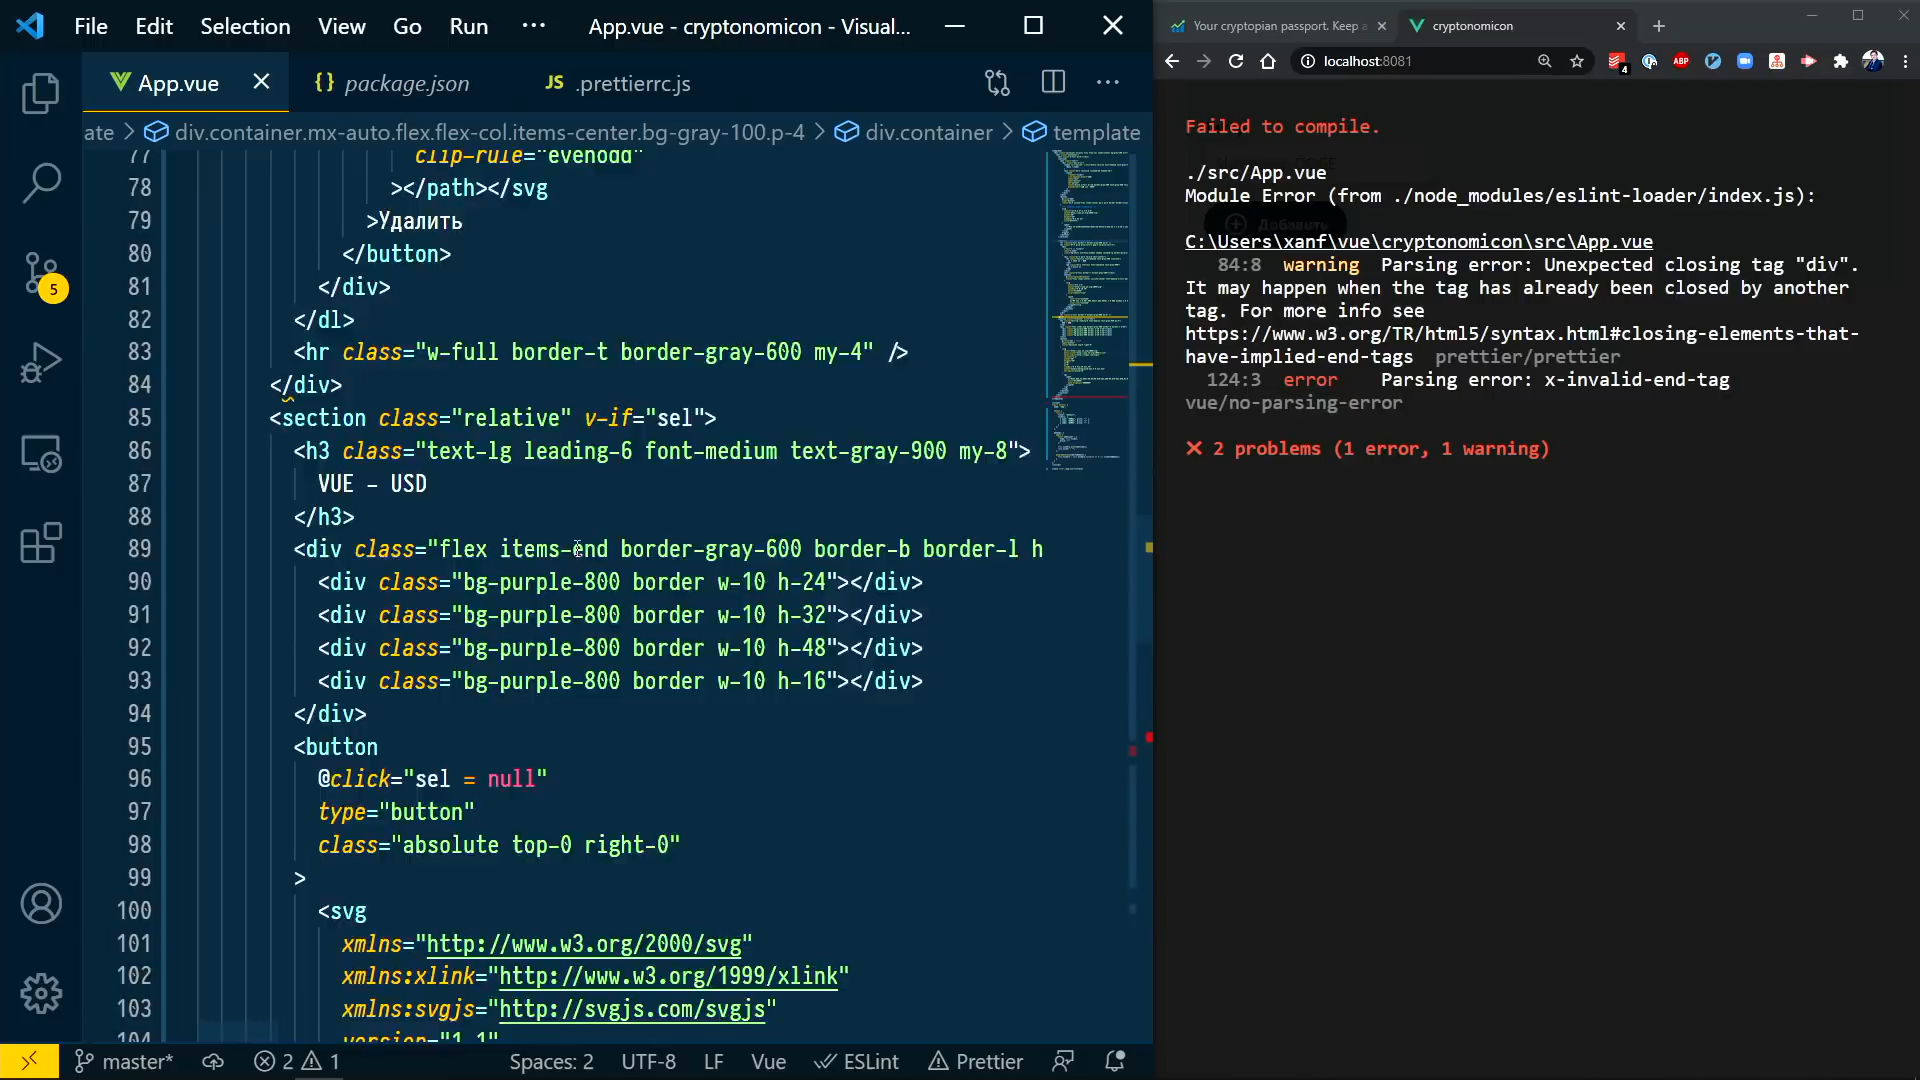 File Edit Selection View Go Run ··· App.vue - cryptonomicon - Visual...
App.vue package.json .prettierrc.js
ate > div.container.mx-auto.flex.flex-col.items-center.bg-gray-100.p-4 > div.container > template
77 clip-rule="evenodd"
78 ></path></svg
79 >Удалить
80 </button>
81 </div>
82 </dl>
83 <hr class="w-full border-t border-gray-600 my-4" />
84 </div>
85 <section class="relative" v-if="sel">
86 <h3 class="text-lg leading-6 font-medium text-gray-900 my-8">
87 VUE - USD
88 </h3>
89 <div class="flex items-end border-gray-600 border-b border-l h
90 <div class="bg-purple-800 border w-10 h-24"></div>
91 <div class="bg-purple-800 border w-10 h-32"></div>
92 <div class="bg-purple-800 border w-10 h-48"></div>
93 <div class="bg-purple-800 border w-10 h-16"></div>
94 </div>
95 <button
96 @click="sel = null"
97 type="button"
98 class="absolute top-0 right-0"
99 >
100 <svg
101 xmlns="http://www.w3.org/2000/svg"
102 xmlns:xlink="http://www.w3.org/1999/xlink"
103 xmlns:svgjs="http://svgjs.com/svgjs"
104 version="1.1"
5
master* 2 1 Spaces: 2 UTF-8 LF Vue ESLint Prettier
Your cryptopian passport. Keep a cryptonomicon
localhost:8081
4 ABP
Failed to compile.
./src/App.vue
Module Error (from ./node_modules/eslint-loader/index.js):
Добавить
C:\Users\xanf\vue\cryptonomicon\src\App.vue
84:8 warning Parsing error: Unexpected closing tag "div".
It may happen when the tag has already been closed by another
tag. For more info see
https://www.w3.org/TR/html5/syntax.html#closing-elements-that-
have-implied-end-tags prettier/prettier
124:3 error Parsing error: x-invalid-end-tag
vue/no-parsing-error
✕ 2 problems (1 error, 1 warning)